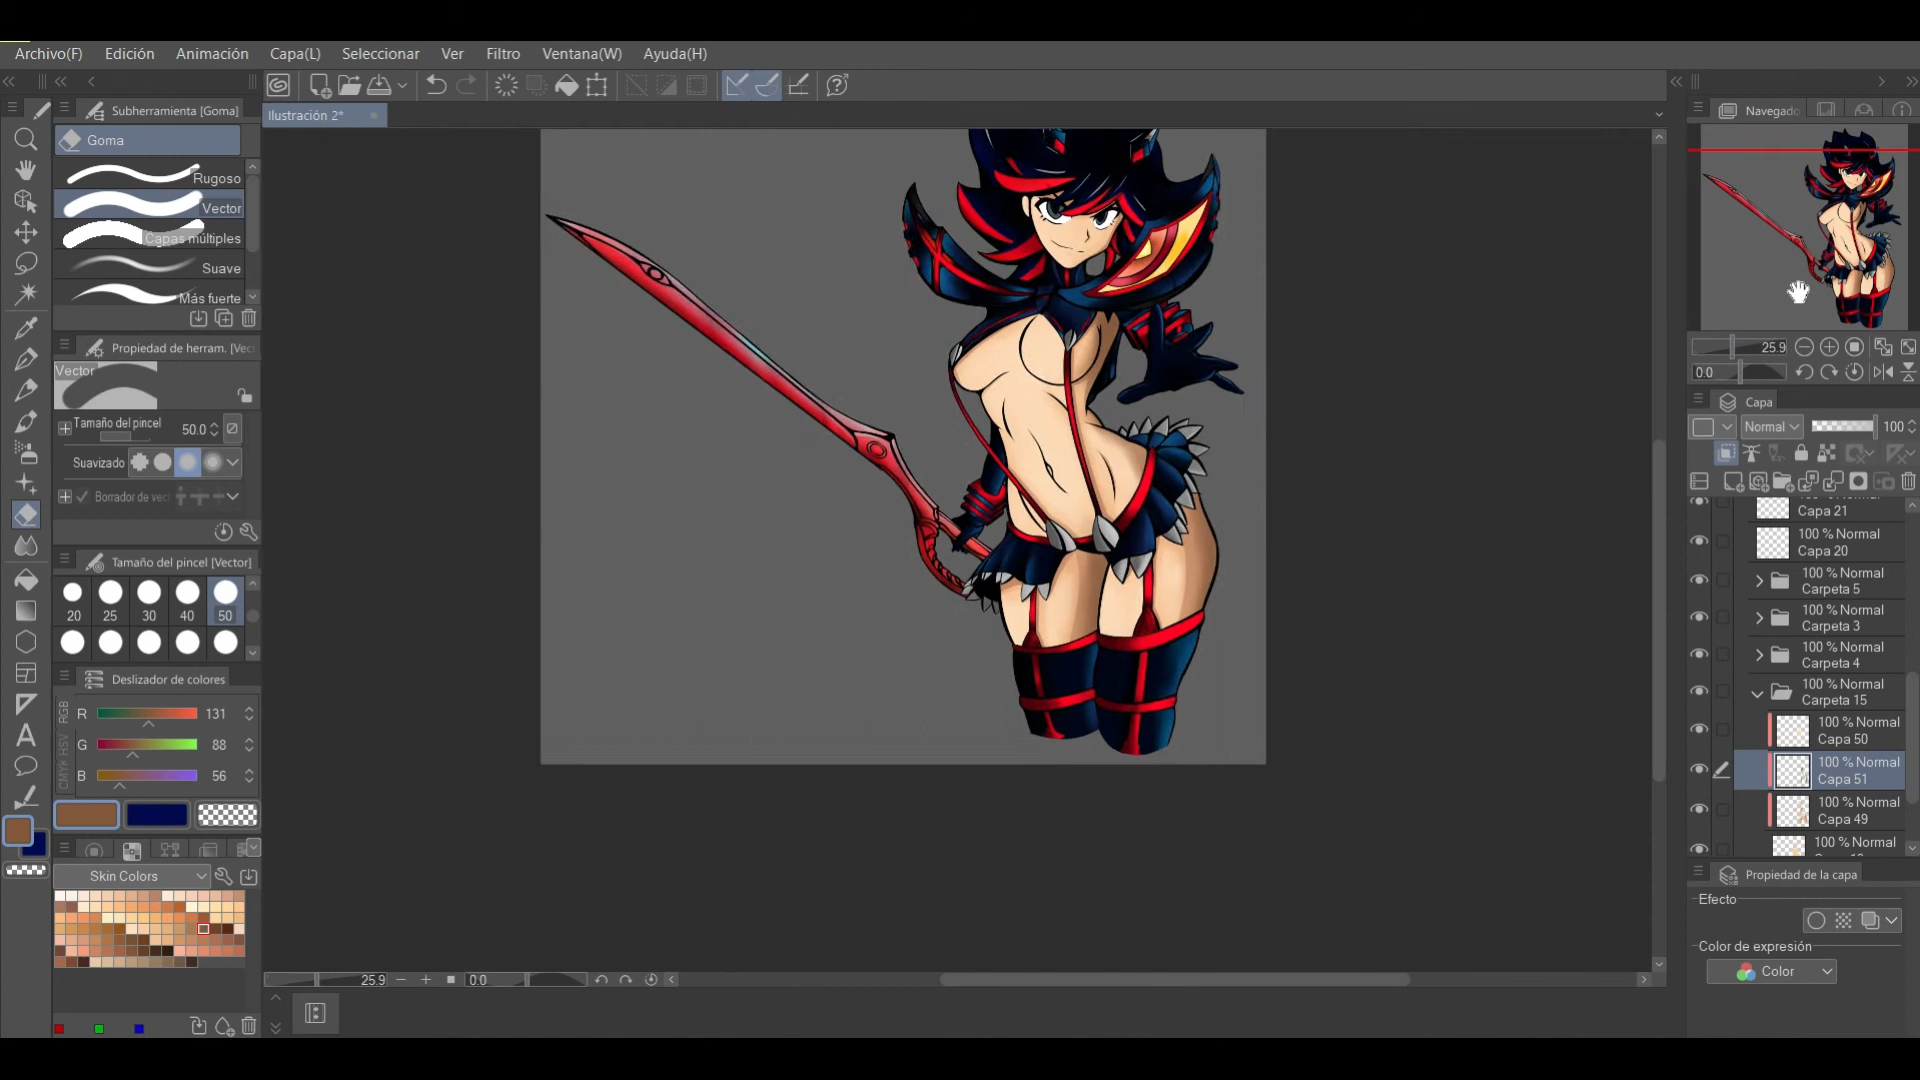 Archivo(F) Edición Animación Capa(L) Seleccionar Ver Filtro Ventana(W) Ayuda(H)
Subherramienta [Goma]
Goma
Rugoso
Vector
Capas múltiples
Suave
Más fuerte
Propiedad de herram. [Vec
Vector
Tamaño del pincel 50.0
Suavizado
Borrador de vec
Tamaño del pincel [Vector]
20 25 30 40 50
Deslizador de colores
RGB
HSV
CMYK
R 131
G 88
B 56
Skin Colors
Ilustración 2*
25.9 0.0
Navegado
25.9
0.0
Capa
Normal 100
Capa 21
100 % Normal
Capa 20
100 % Normal
Carpeta 5
100 % Normal
Carpeta 3
100 % Normal
Carpeta 4
100 % Normal
Carpeta 15
100 % Normal
Capa 50
100 % Normal
Capa 51
100 % Normal
Capa 49
100 % Normal
Propiedad de la capa
Efecto
Color de expresión
Color